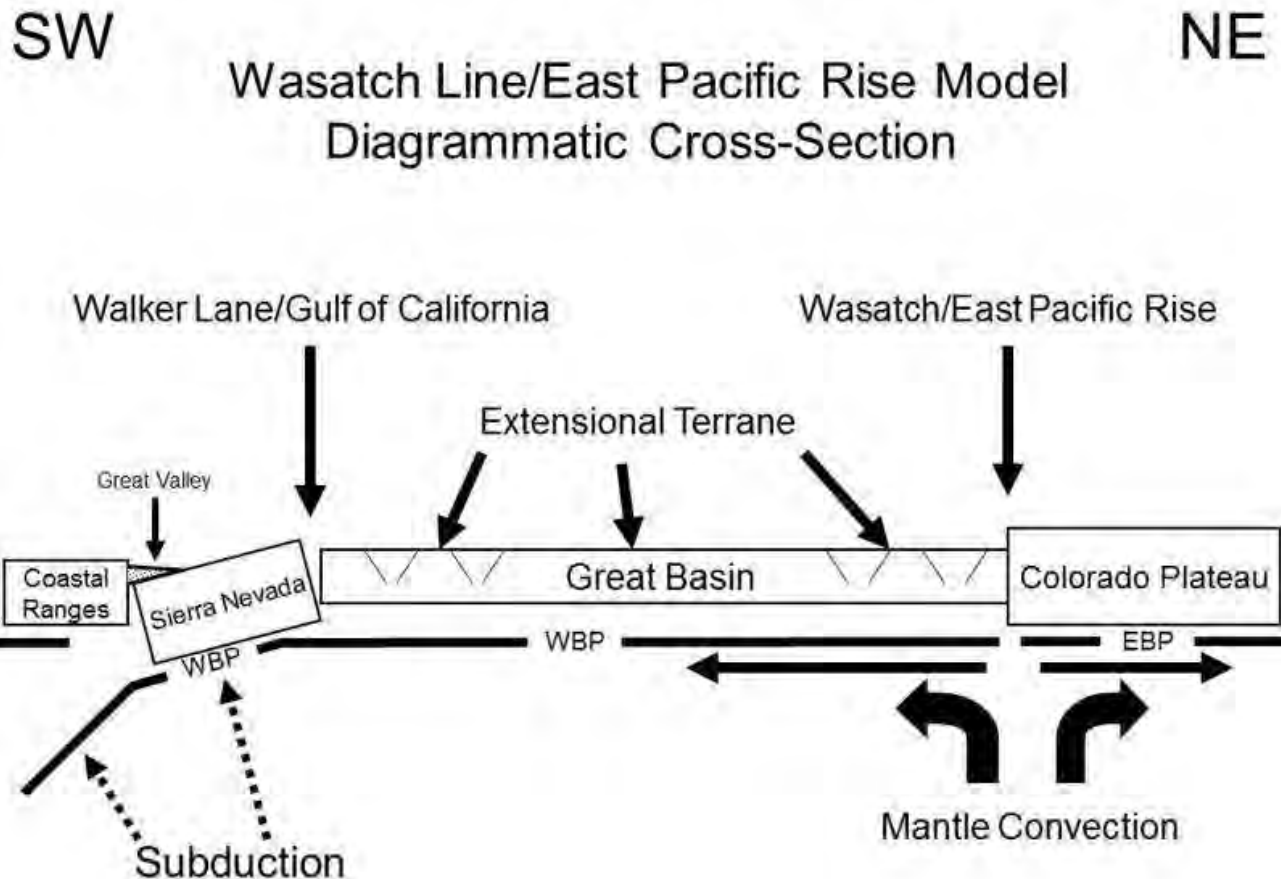 SW
NE
Wasatch Line/East Pacific Rise Model
Diagrammatic Cross-Section
Walker Lane/Gulf of California
Wasatch/East Pacific Rise
Extensional Terrane
Great Valley
Coastal
Ranges
Sierra Nevada
Great Basin
Colorado Plateau
WBP
WBP
EBP
Mantle Convection
Subduction